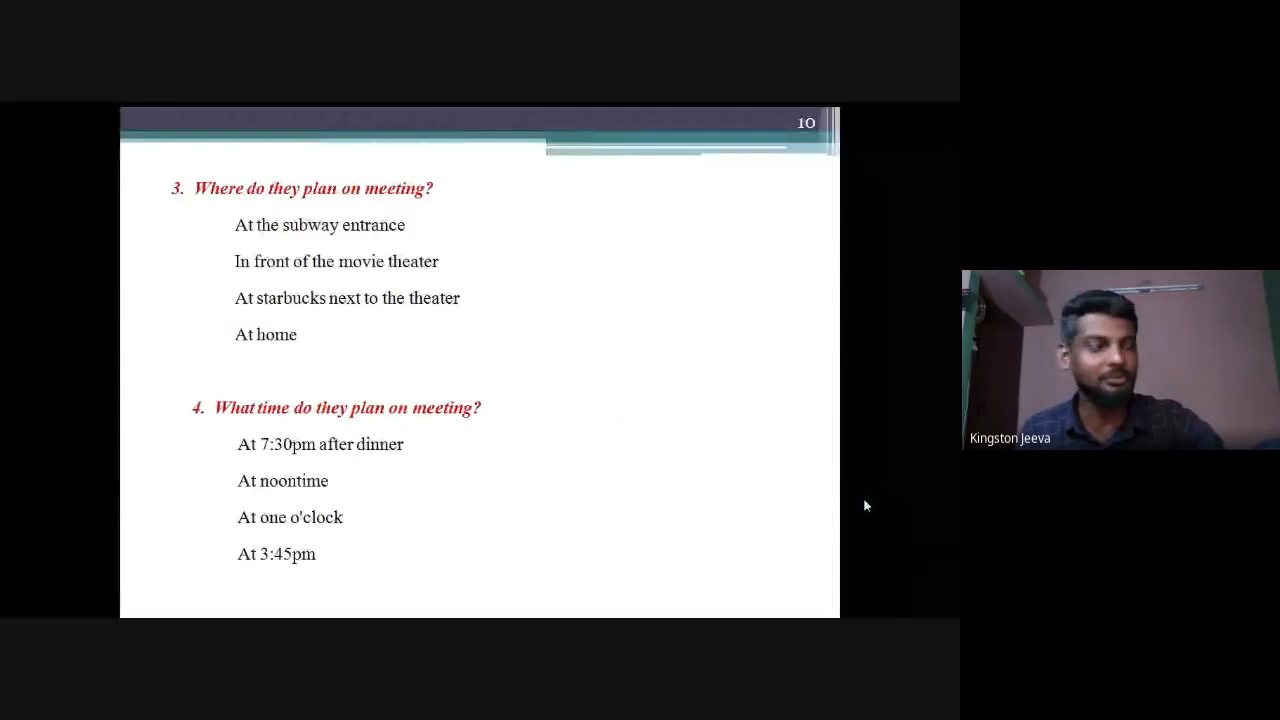 10
3. Where do they plan on meeting?
At the subway entrance
In front of the movie theater
At starbucks next to the theater
At home
4. What time do they plan on meeting?
At 7:30pm after dinner
At noontime
At one o'clock
At 3:45pm
Kingston Jeeva